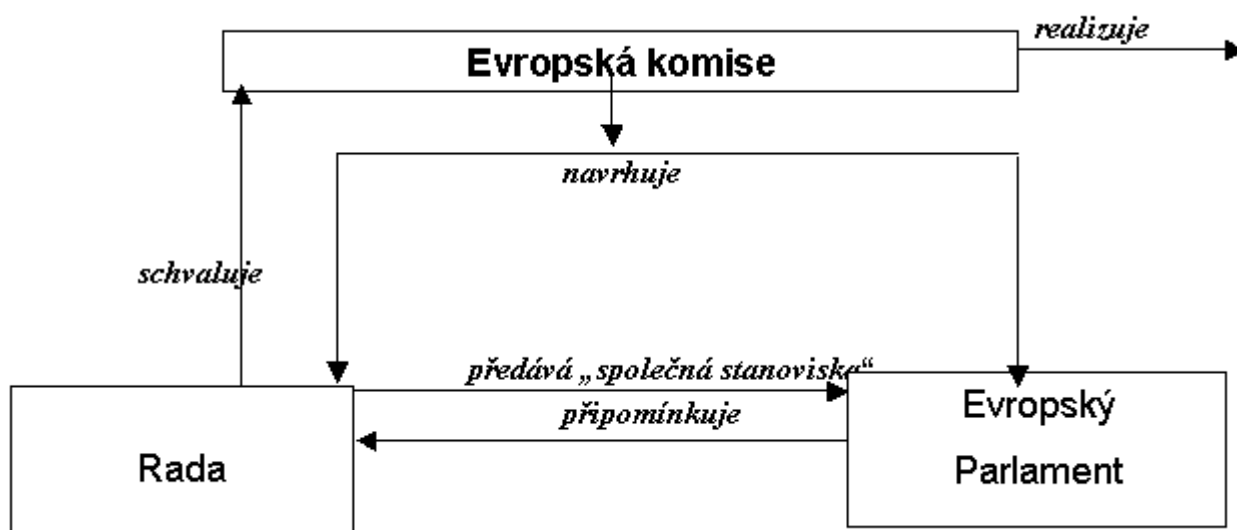 realizuje
Evropská komise
navrhuje
schvaluje
předává „společná stanoviska“
připomínkuje
Evropský
Parlament
Rada